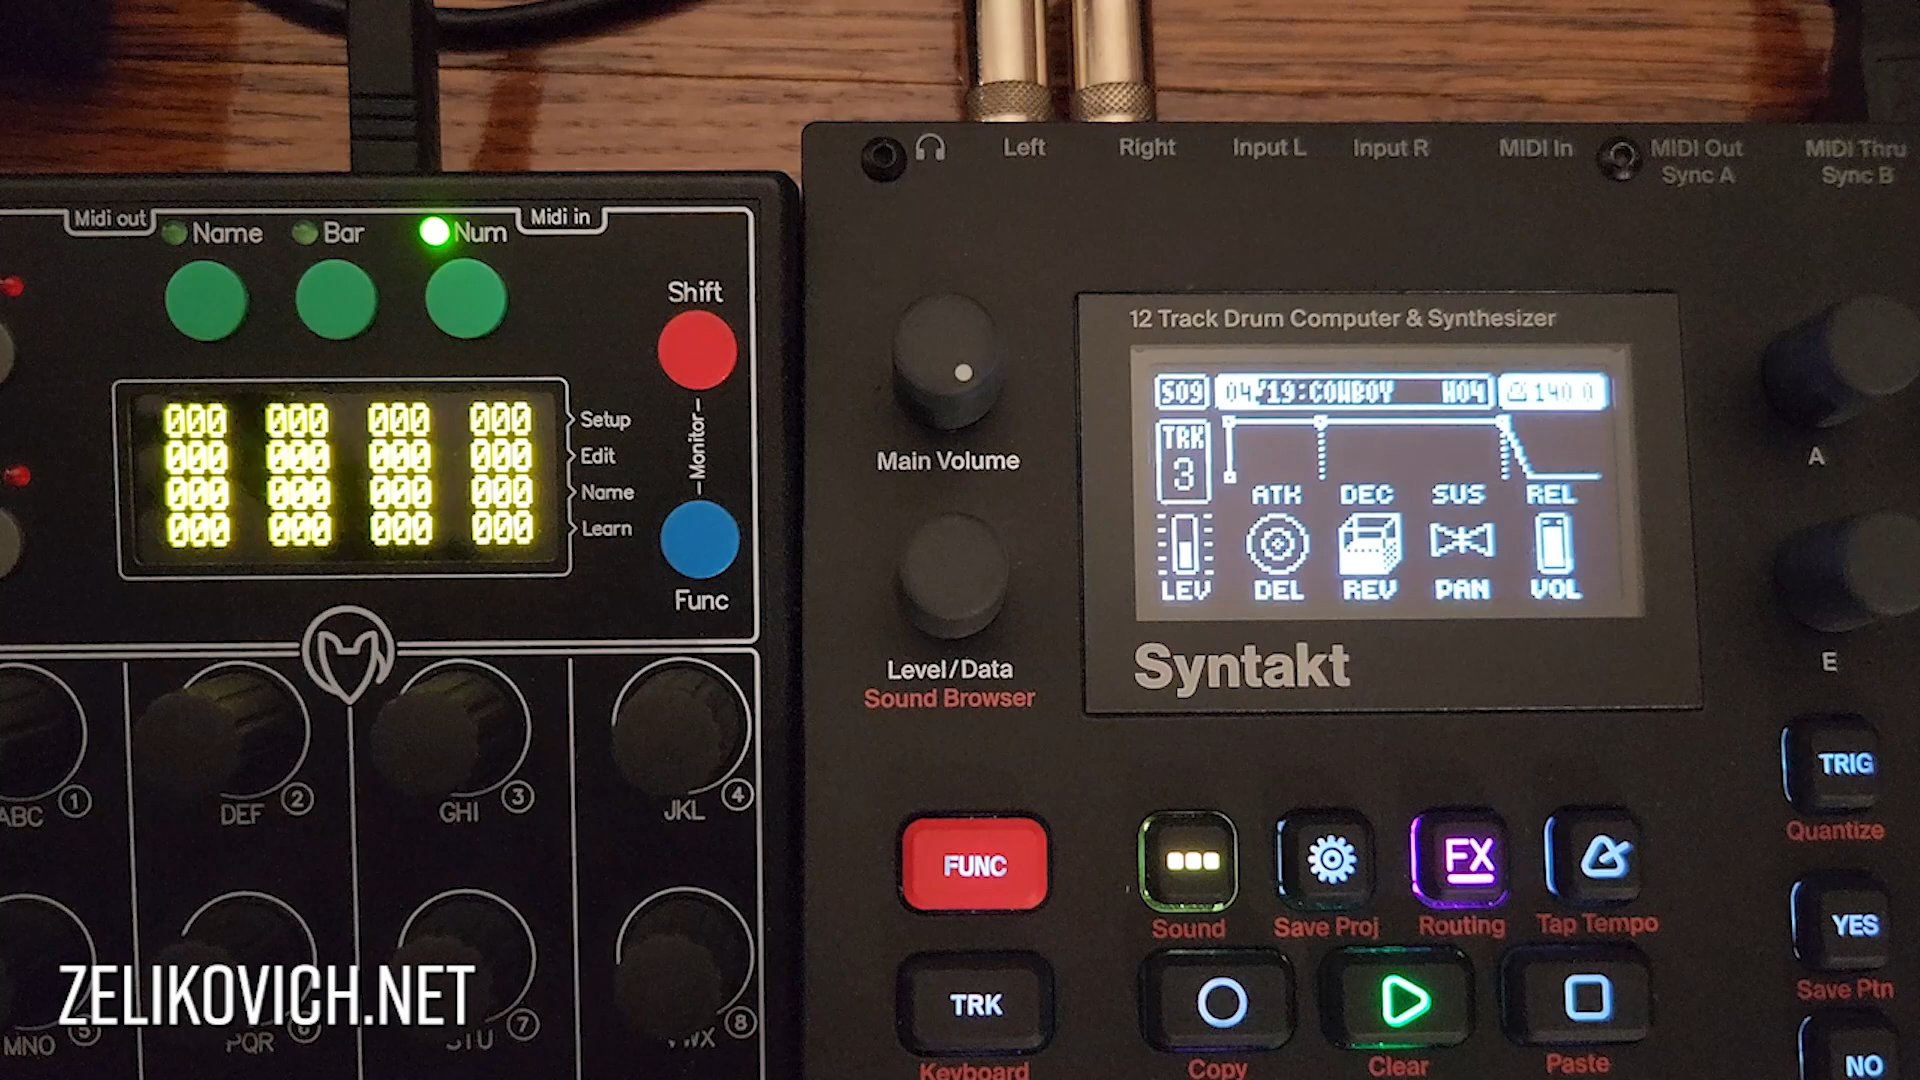 Left Right Input L Input R MIDI In MIDI Out MIDI Thru
Sync A Sync B
Midi out Name Bar Num Midi in
Shift
000 000 000 000 Setup
000 000 000 000 Edit
000 000 000 000 Name
000 000 000 000 Learn
-Monitor-
Func
Main Volume
Level/Data
Sound Browser
12 Track Drum Computer & Synthesizer
S09 04/19:COWBOY H04 140.0
TRK
3
ATK DEC SUS REL
LEV DEL REV PAN VOL
Syntakt
A
E
ABC 1 DEF 2 GHI 3 JKL 4
MNO 5 PQR 6 STU 7 8
FUNC FX
Sound Save Proj Routing Tap Tempo
TRK
Keyboard Copy Clear Paste
TRIG
Quantize
YES
Save Ptn
NO
ZELIKOVICH.NET